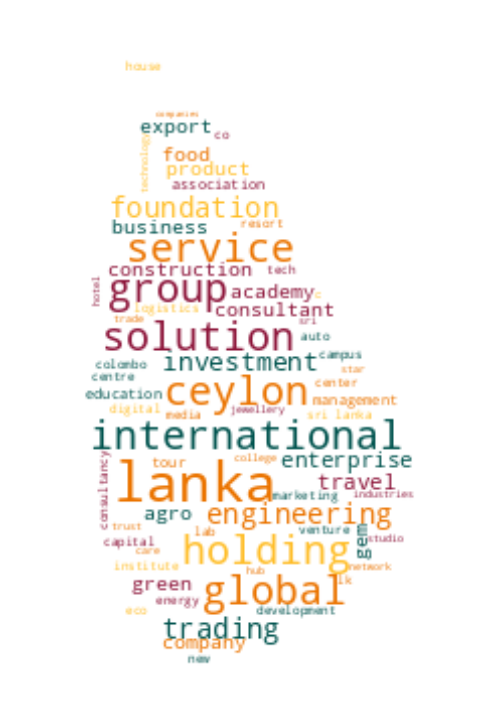 house
companies
export
co
technology
food
product
association
foundation
business
resort
service
construction
tech
hotel
group
academy
c
logistics
consultant
trade
sri
solution
auto
investment
campus
colombo
star
centre
ceylon
center
education
management
digital
media
jewellery
sri lanka
international
consultancy
tour
college
enterprise
lanka
travel
marketing
industries
agro
engineering
trust
lab
venture
gem
studio
capital
care
holding
institute
hub
network
green
global
lk
energy
eco
development
trading
company
new